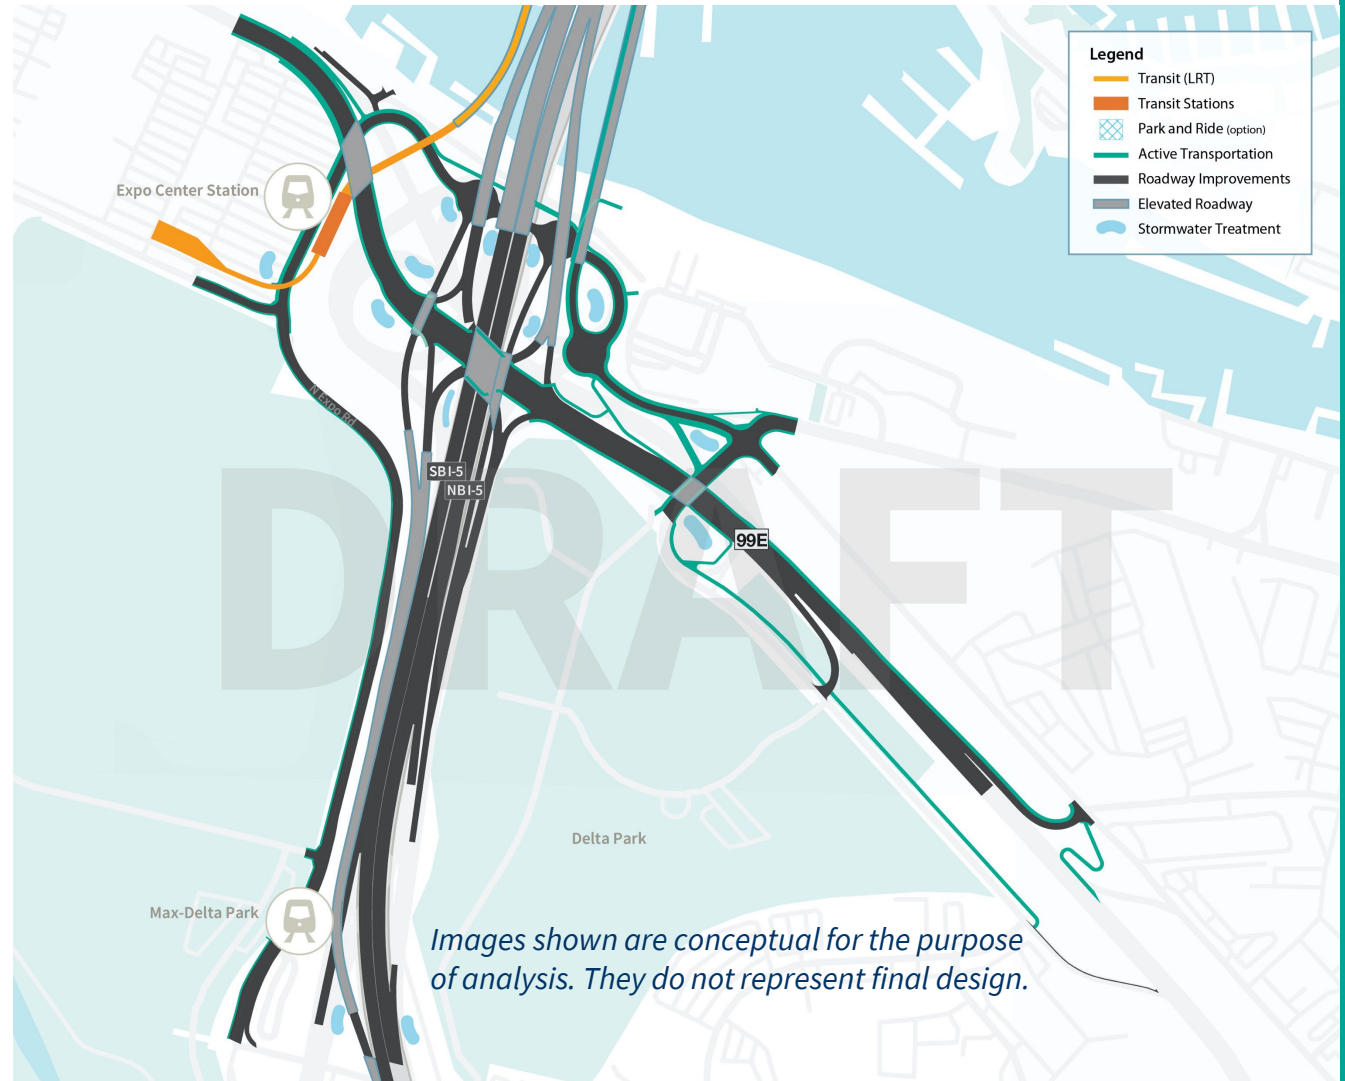 Legend
Transit (LRT)
Transit Stations
Park and Ride (option)
Active Transportation
Roadway Improvements
Elevated Roadway
Stormwater Treatment
Expo Center Station
N Expo Rd
SB I-5
NB I-5
99E
DRAFT
Delta Park
Max-Delta Park
Images shown are conceptual for the purpose
of analysis. They do not represent final design.